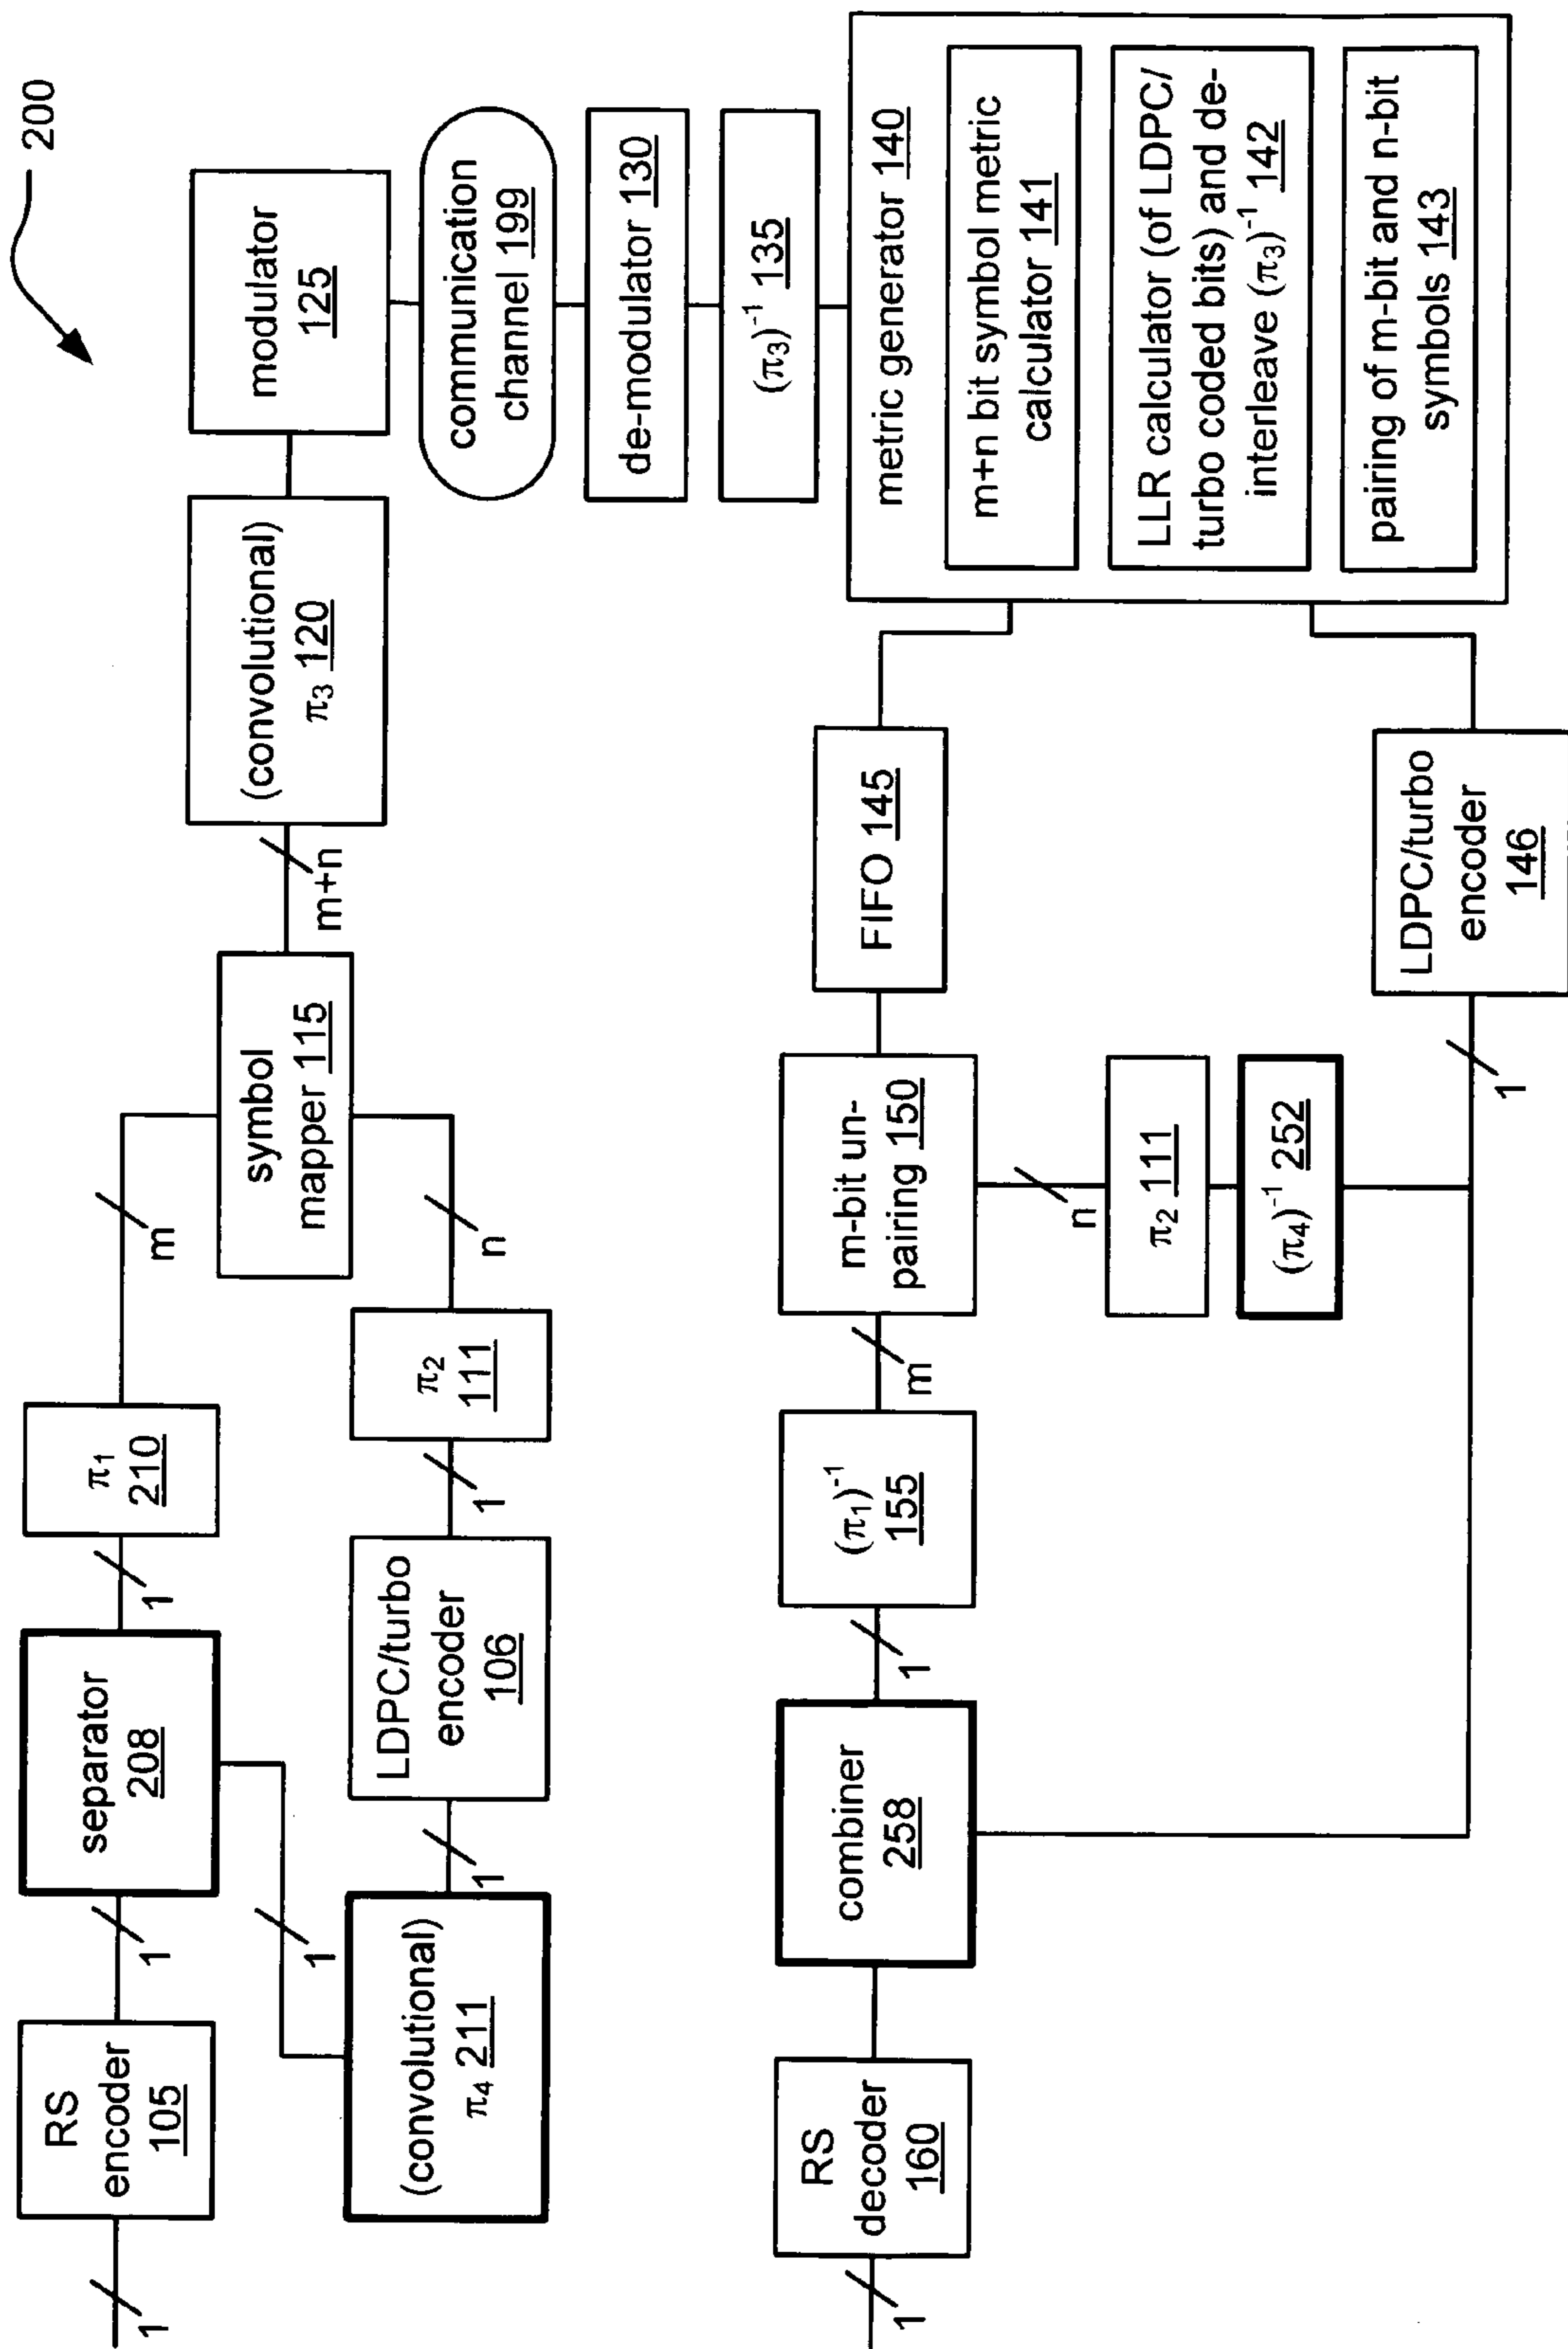 200
RS
encoder
105
separator
208
π₁
210
symbol
mapper 115
(convolutional)
π₃ 120
modulator
125
1
1
1
m
m+n
1
(convolutional)
π₄ 211
LDPC/turbo
encoder
106
π₂
111
1
1
n
communication
channel 199
de-modulator 130
(π₃)⁻¹ 135
metric generator 140
m+n bit symbol metric
calculator 141
LLR calculator (of LDPC/
turbo coded bits) and de-
interleave (π₃)⁻¹ 142
pairing of m-bit and n-bit
symbols 143
RS
decoder
160
combiner
258
(π₁)⁻¹
155
m-bit un-
pairing 150
FIFO 145
1
1
m
n
π₂ 111
(π₄)⁻¹ 252
LDPC/turbo
encoder
146
1